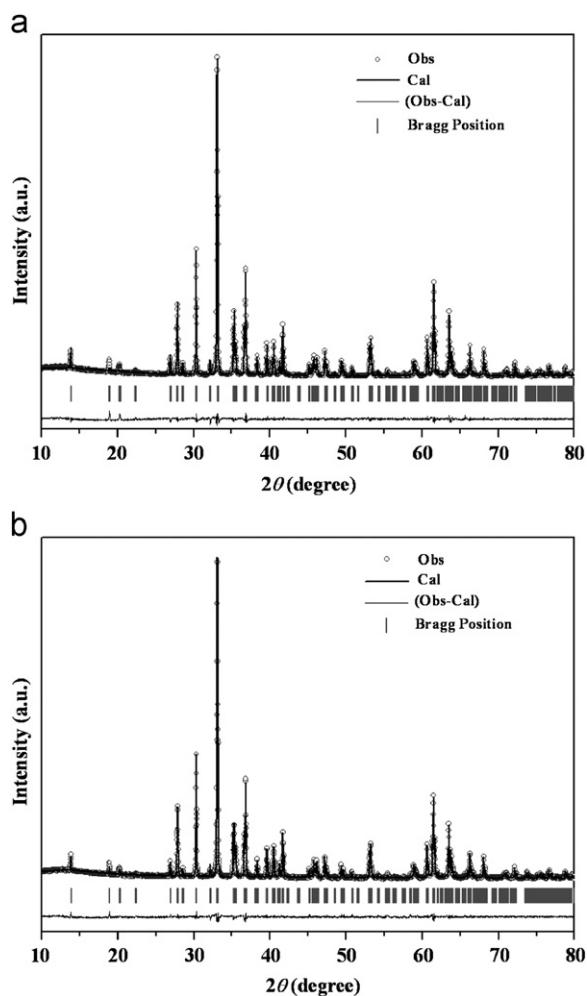 a
Obs
Cal
(Obs-Cal)
Bragg Position
Intensity (a.u.)
10 20 30 40 50 60 70 80
2θ (degree)
b
Obs
Cal
(Obs-Cal)
Bragg Position
Intensity (a.u.)
10 20 30 40 50 60 70 80
2θ (degree)